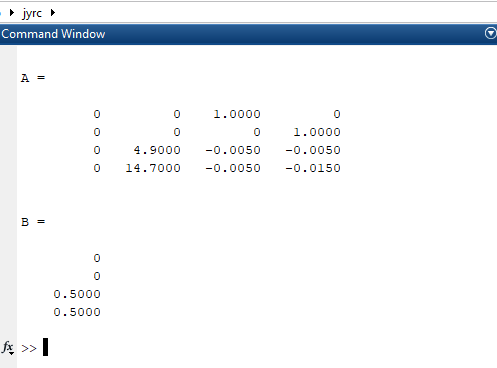 jyrc
Command Window
A =
0 0 1.0000 0
0 0 0 1.0000
0 4.9000 -0.0050 -0.0050
0 14.7000 -0.0050 -0.0150
B =
0
0
0.5000
0.5000
fx >>